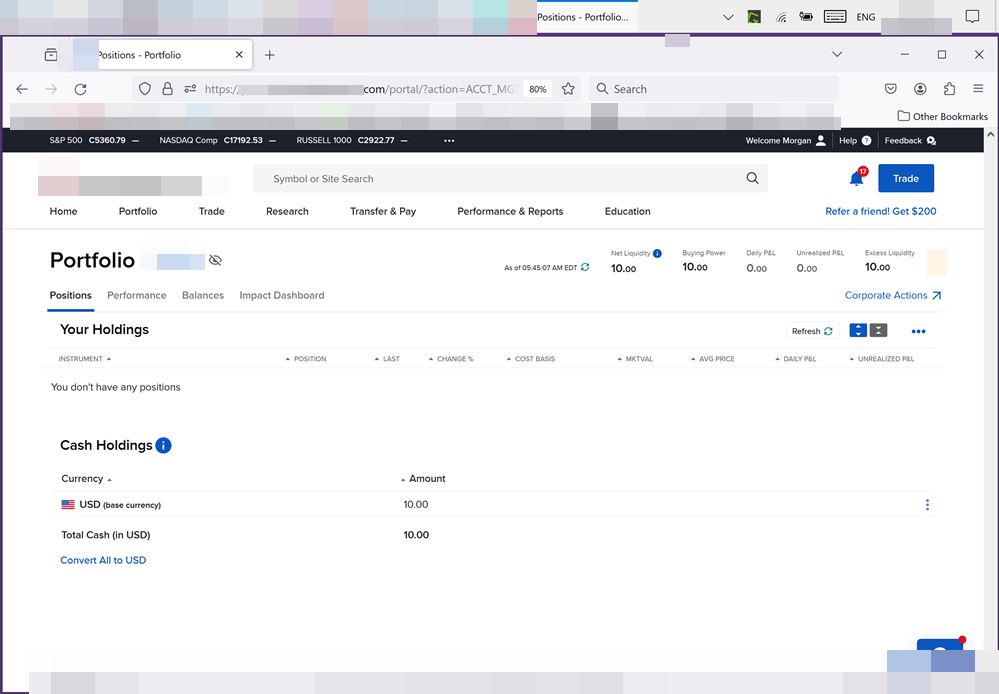 Positions - Portfolio...
ENG
Positions - Portfolio
https://
com/portal/?action=ACCT_MG
80%
Search
Other Bookmarks
S&P 500 C5360.79 — NASDAQ Comp C17192.53 — RUSSELL 1000 C2922.77 — ...
Welcome Morgan Help ? Feedback
Symbol or Site Search
17
Trade
Home Portfolio Trade Research Transfer & Pay Performance & Reports Education
Refer a friend! Get $200
Portfolio
As of 05:45:07 AM EDT
Net Liquidity i Buying Power Daily P&L Unrealized P&L Excess Liquidity
10.00 10.00 0.00 0.00 10.00
Positions Performance Balances Impact Dashboard
Corporate Actions
Your Holdings
Refresh
INSTRUMENT POSITION LAST CHANGE % COST BASIS MKTVAL AVG PRICE DAILY P&L UNREALIZED P&L
You don't have any positions
Cash Holdings i
Currency Amount
USD (base currency) 10.00
Total Cash (in USD) 10.00
Convert All to USD